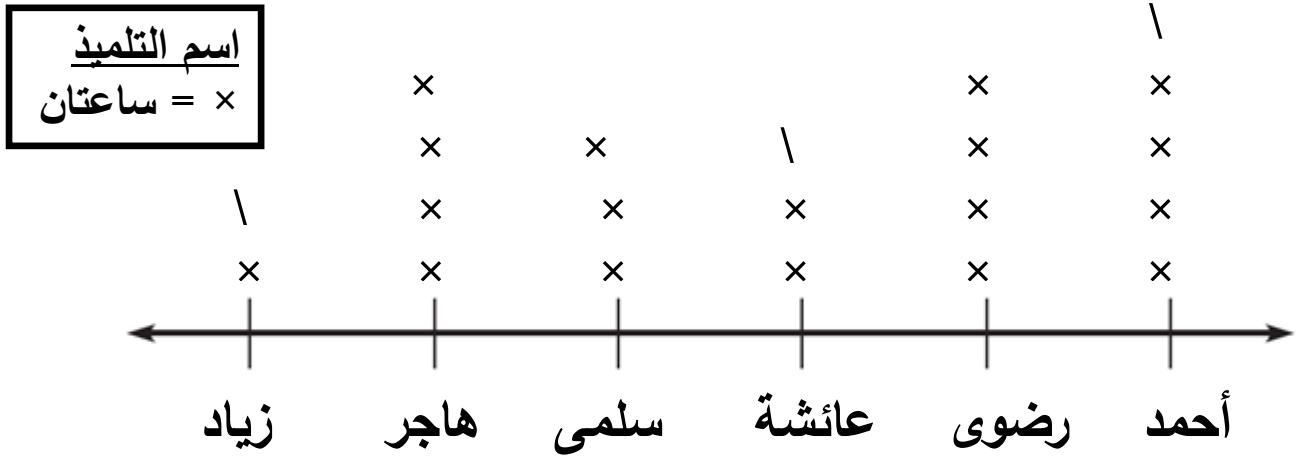 اسم التلميذ
× = ساعتان
\
× × ×
× \ × × ×
× × × × × \
× × × × × ×
أحمد رضوى عائشة سلمى هاجر زياد